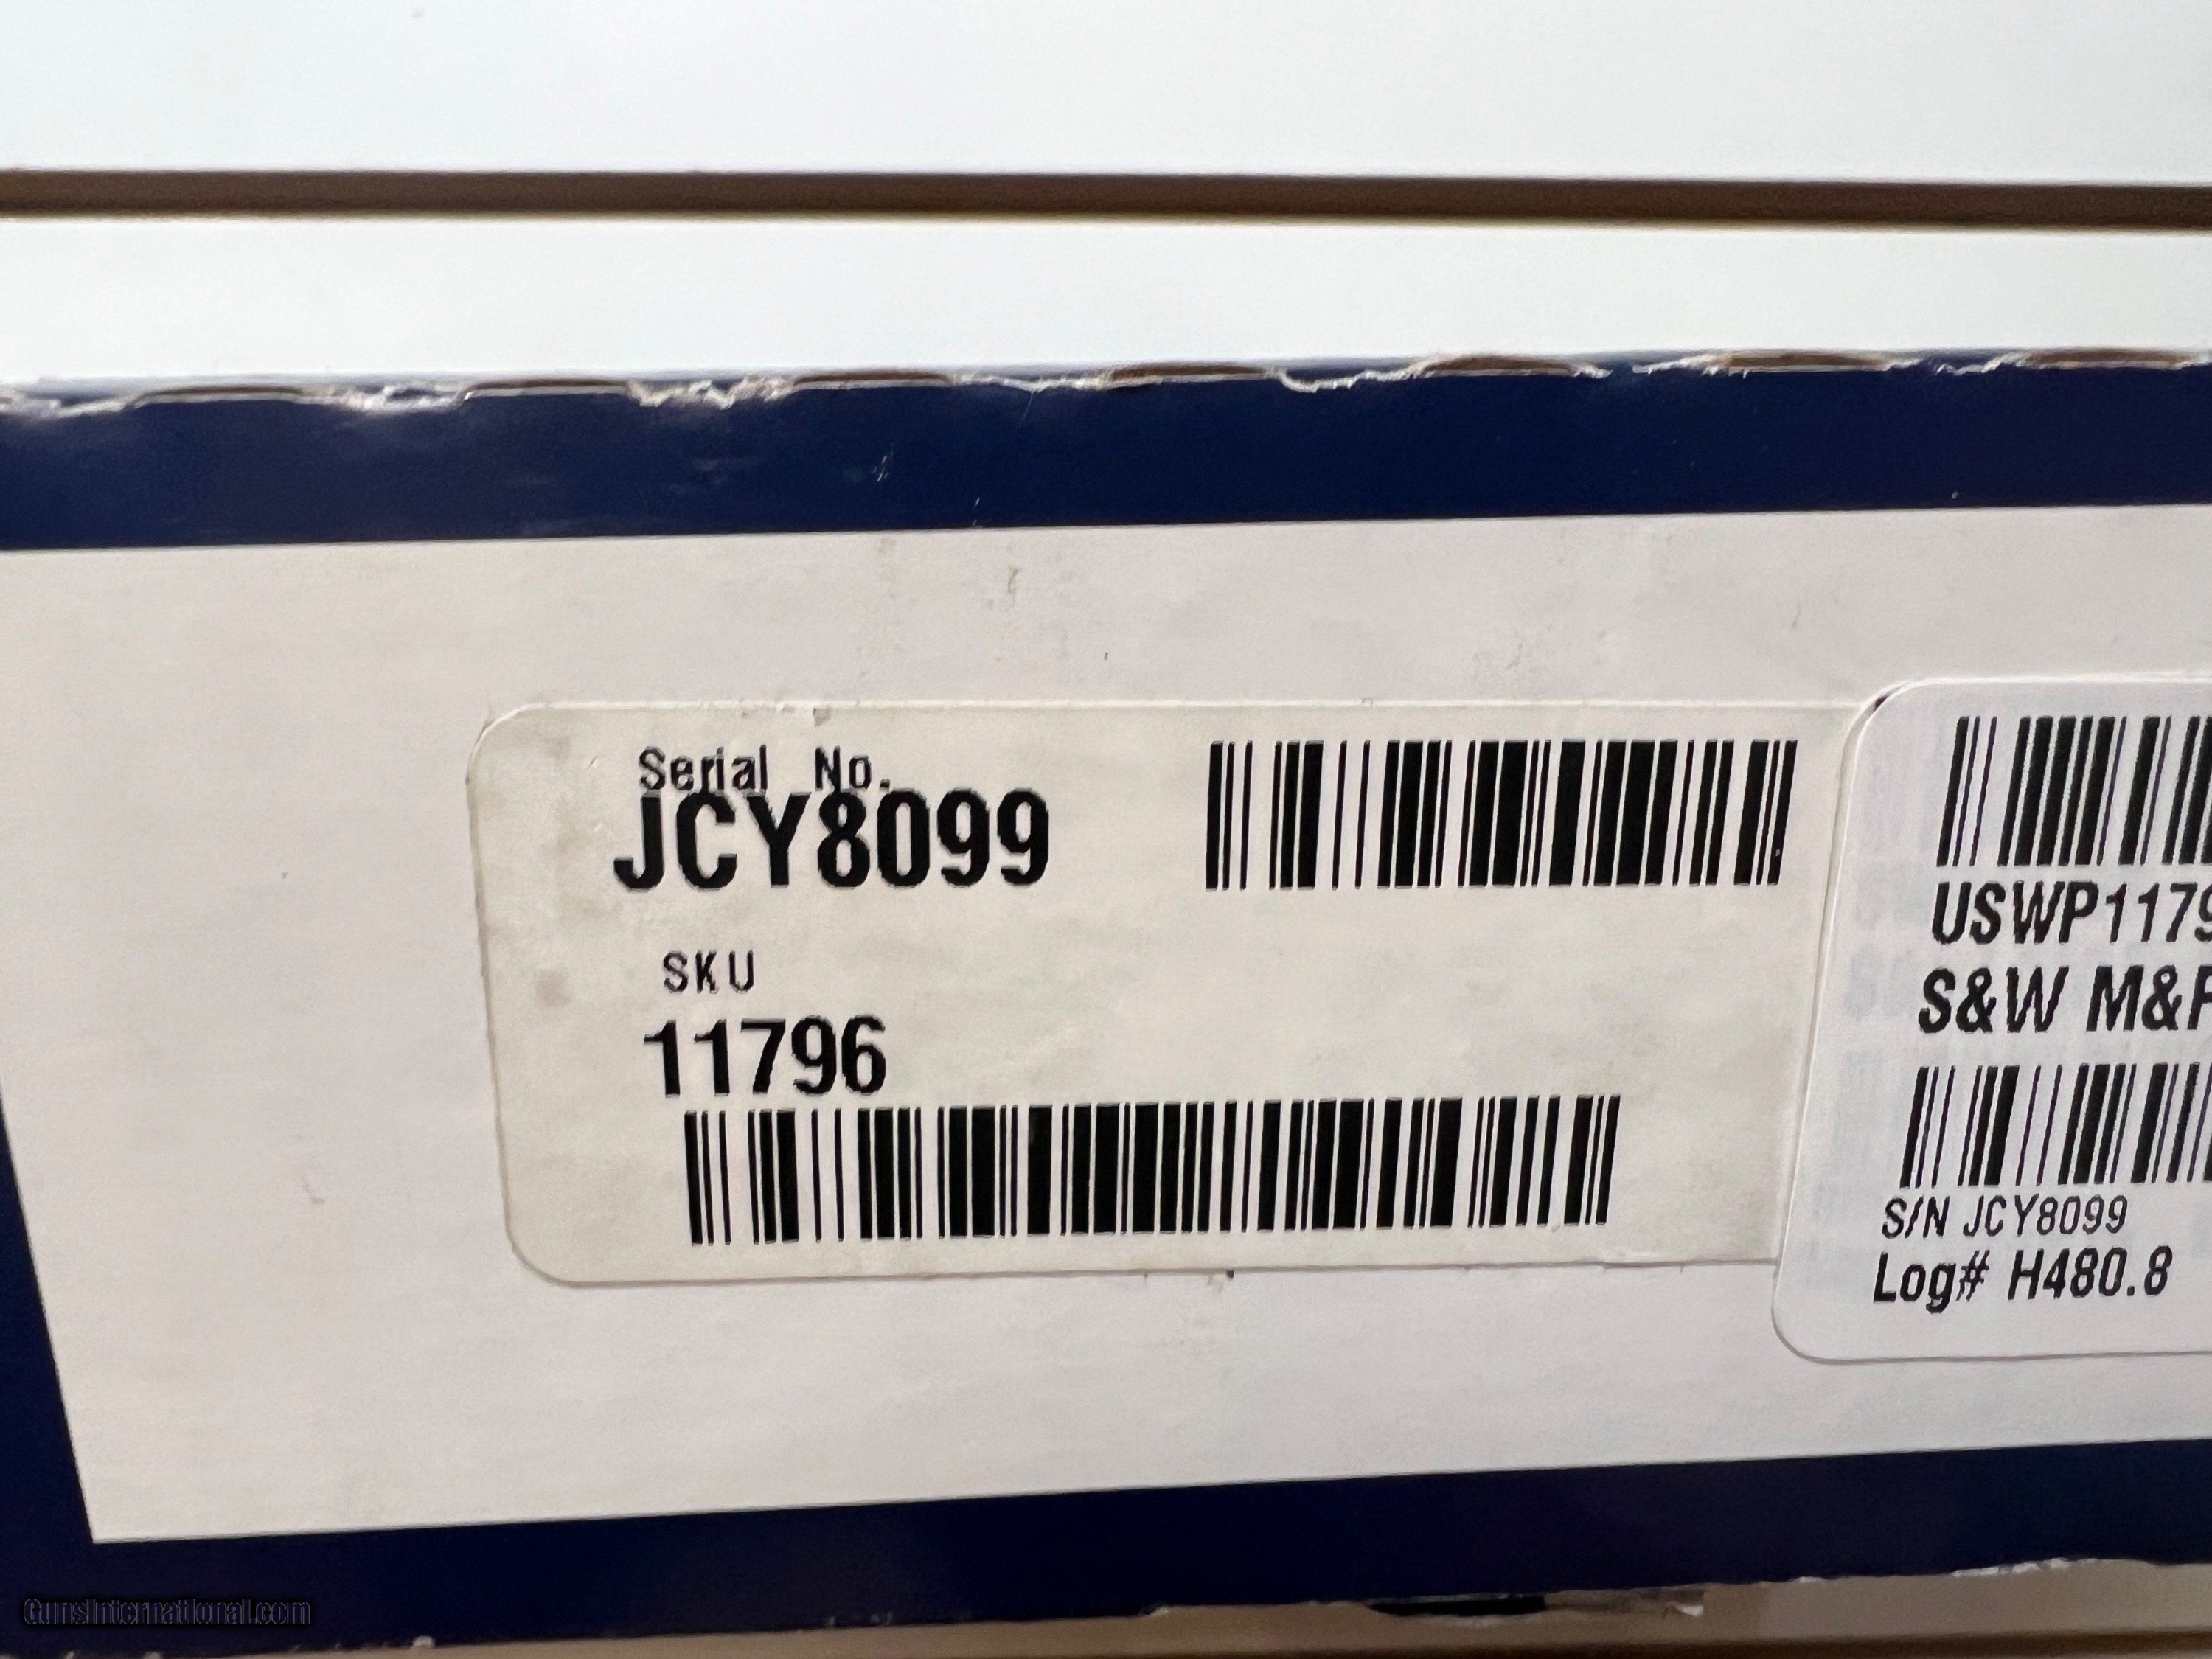 Serial No.
JCY8099
SKU
11796
USWP1179
S&W M&P
S/N JCY8099
Log# H480.8
GunsInternational.com